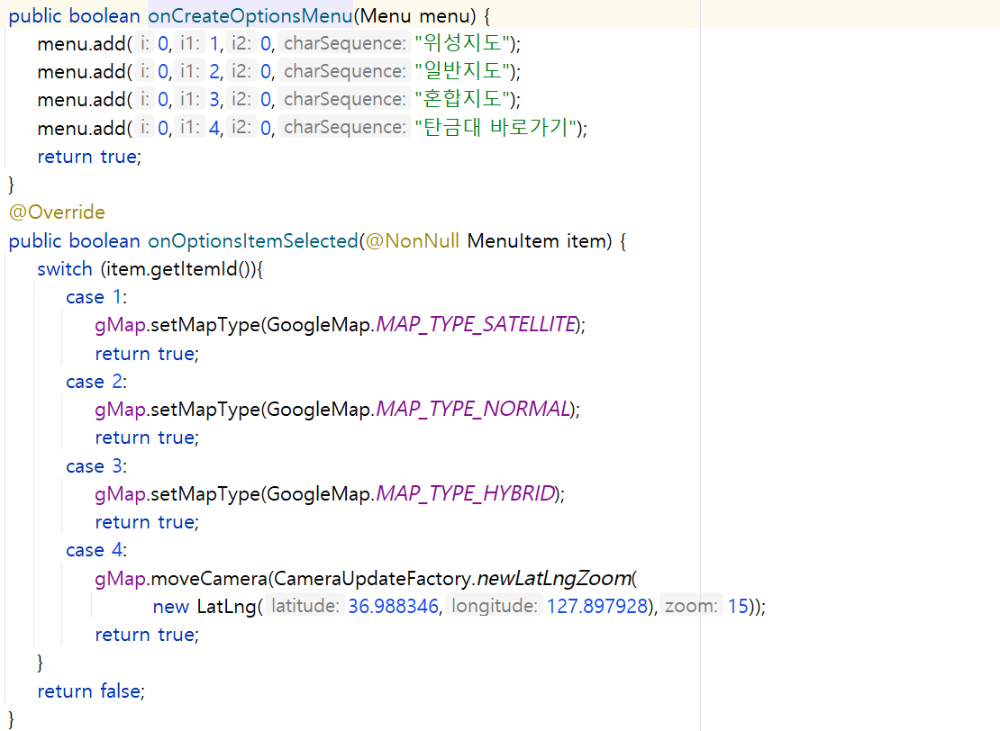 public boolean onCreateOptionsMenu(Menu menu) {
menu.add( i: 0, i1: 1, i2: 0, charSequence: "위성지도");
menu.add( i: 0, i1: 2, i2: 0, charSequence: "일반지도");
menu.add( i: 0, i1: 3, i2: 0, charSequence: "혼합지도");
menu.add( i: 0, i1: 4, i2: 0, charSequence: "탄금대 바로가기");
return true;
}
@Override
public boolean onOptionsItemSelected(@NonNull MenuItem item) {
switch (item.getItemId()){
case 1:
gMap.setMapType(GoogleMap.MAP_TYPE_SATELLITE);
return true;
case 2:
gMap.setMapType(GoogleMap.MAP_TYPE_NORMAL);
return true;
case 3:
gMap.setMapType(GoogleMap.MAP_TYPE_HYBRID);
return true;
case 4:
gMap.moveCamera(CameraUpdateFactory.newLatLngZoom(
new LatLng( latitude: 36.988346, longitude: 127.897928), zoom: 15));
return true;
}
return false;
}